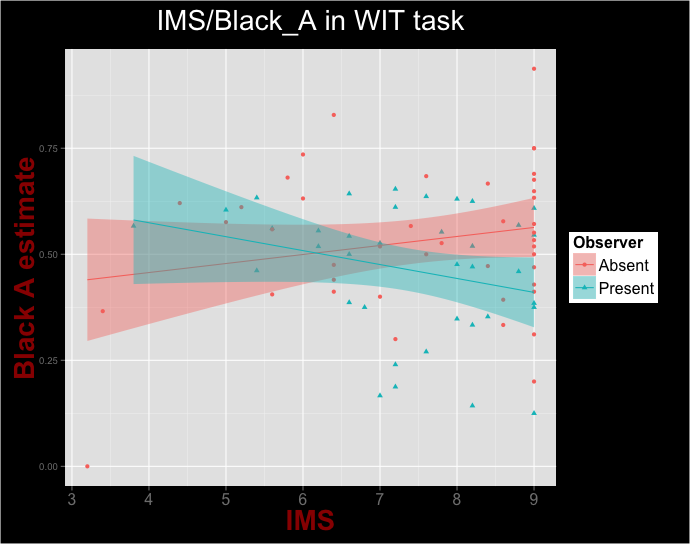 IMS/Black_A in WIT task
Black A estimate
0.75
0.50
0.25
0.00
3 4 5 6 7 8 9
IMS
Observer
Absent
Present